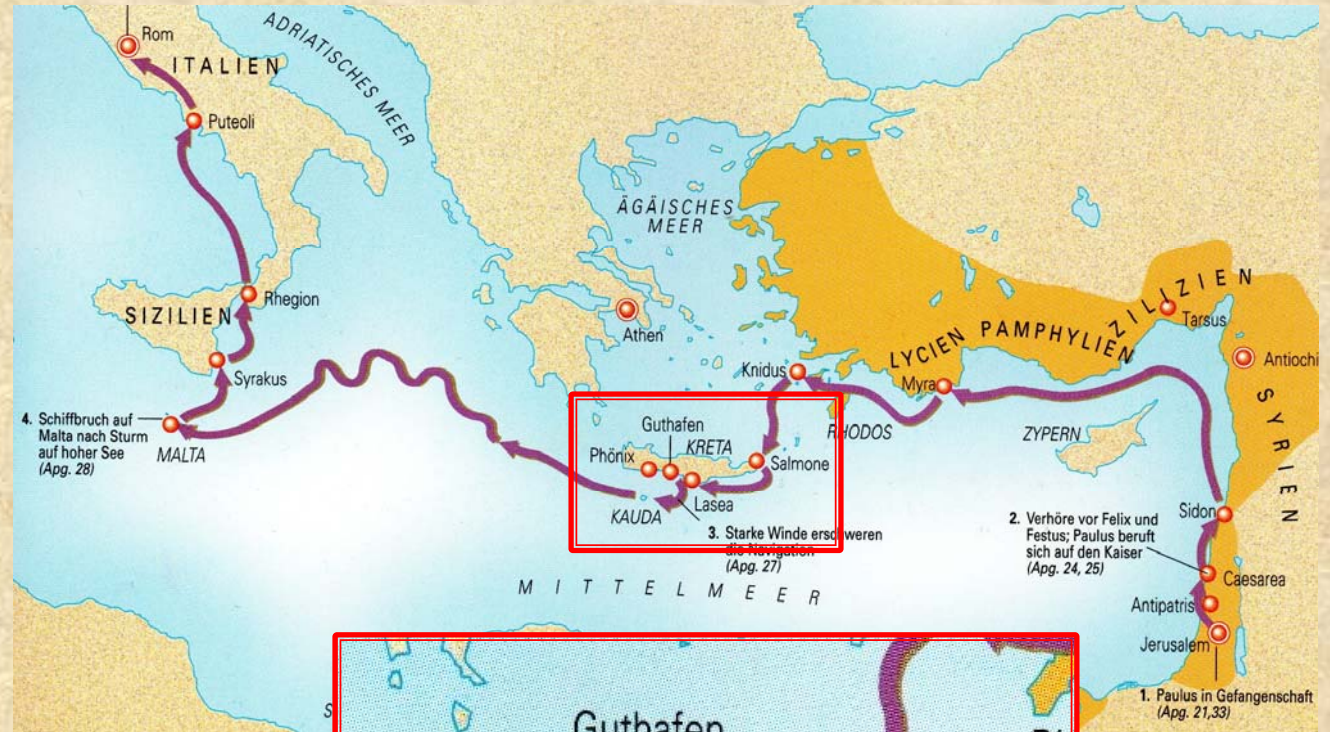 ADRIATISCHES MEER
Rom
ITALIEN
Puteoli
ÄGÄISCHES
MEER
Rhegion
SIZILIEN
Athen
ZILIZIEN
Tarsus
LYCIEN PAMPHYLIEN
Antiochi
SYRIEN
Syrakus
Knidus
Myra
RHODOS
ZYPERN
4. Schiffbruch auf
Malta nach Sturm
auf hoher See
(Apg. 28)
MALTA
Guthafen
KRETA
Phönix
Salmone
Lasea
KAUDA
3. Starke Winde erschweren
die Navigation
(Apg. 27)
2. Verhöre vor Felix und
Festus; Paulus beruft
sich auf den Kaiser
(Apg. 24, 25)
Sidon
Caesarea
Antipatris
Jerusalem
MITTELMEER
1. Paulus in Gefangenschaft
(Apg. 21,33)
S
Guthafen